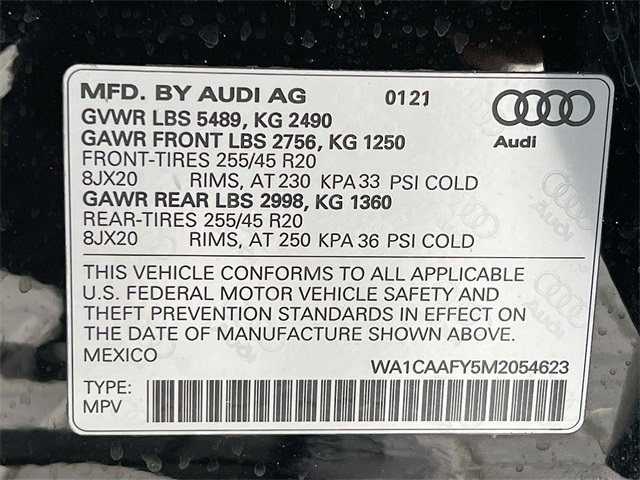 MFD. BY AUDI AG 0121
GVWR LBS 5489, KG 2490
GAWR FRONT LBS 2756, KG 1250
Audi
FRONT-TIRES 255/45 R20
8JX20 RIMS, AT 230 KPA 33 PSI COLD
GAWR REAR LBS 2998, KG 1360
REAR-TIRES 255/45 R20
8JX20 RIMS, AT 250 KPA 36 PSI COLD
THIS VEHICLE CONFORMS TO ALL APPLICABLE
U.S. FEDERAL MOTOR VEHICLE SAFETY AND
THEFT PREVENTION STANDARDS IN EFFECT ON
THE DATE OF MANUFACTURE SHOWN ABOVE.
MEXICO
WA1CAAFY5M2054623
TYPE:
MPV